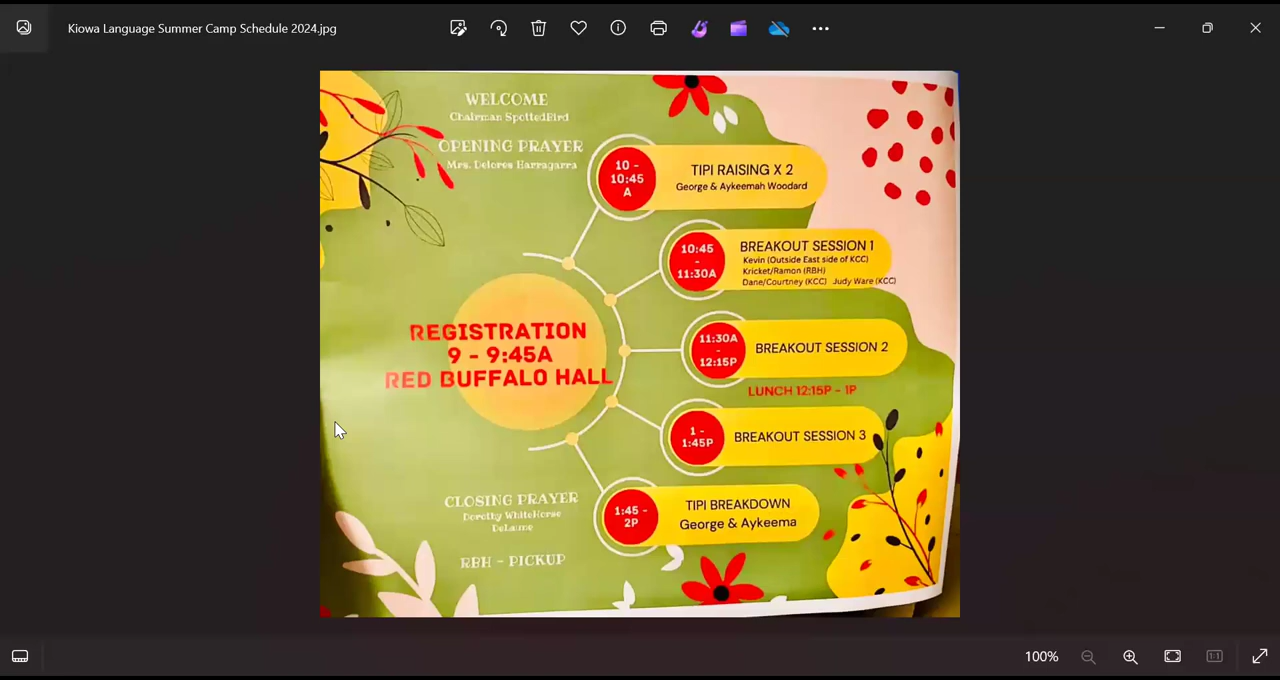 Kiowa Language Summer Camp Schedule 2024.jpg
WELCOME
Chairman SpottedBird
OPENING PRAYER
Mrs. Delores Harragarra
10 -
10:45
A
TIPI RAISING X 2
George & Aykeemah Woodard
10:45
-
11:30A
BREAKOUT SESSION 1
Kevin (Outside East side of KCC)
Kricket/Ramon (RBH)
Dane/Courtney (KCC) Judy Ware (KCC)
REGISTRATION
9 - 9:45A
RED BUFFALO HALL
11:30A
-
12:15P
BREAKOUT SESSION 2
LUNCH 12:15P - 1P
1 -
1:45P
BREAKOUT SESSION 3
1:45 -
2P
TIPI BREAKDOWN
George & Aykeema
CLOSING PRAYER
Dorothy WhiteHorse
DeLaune
RBH - PICKUP
100%
1:1